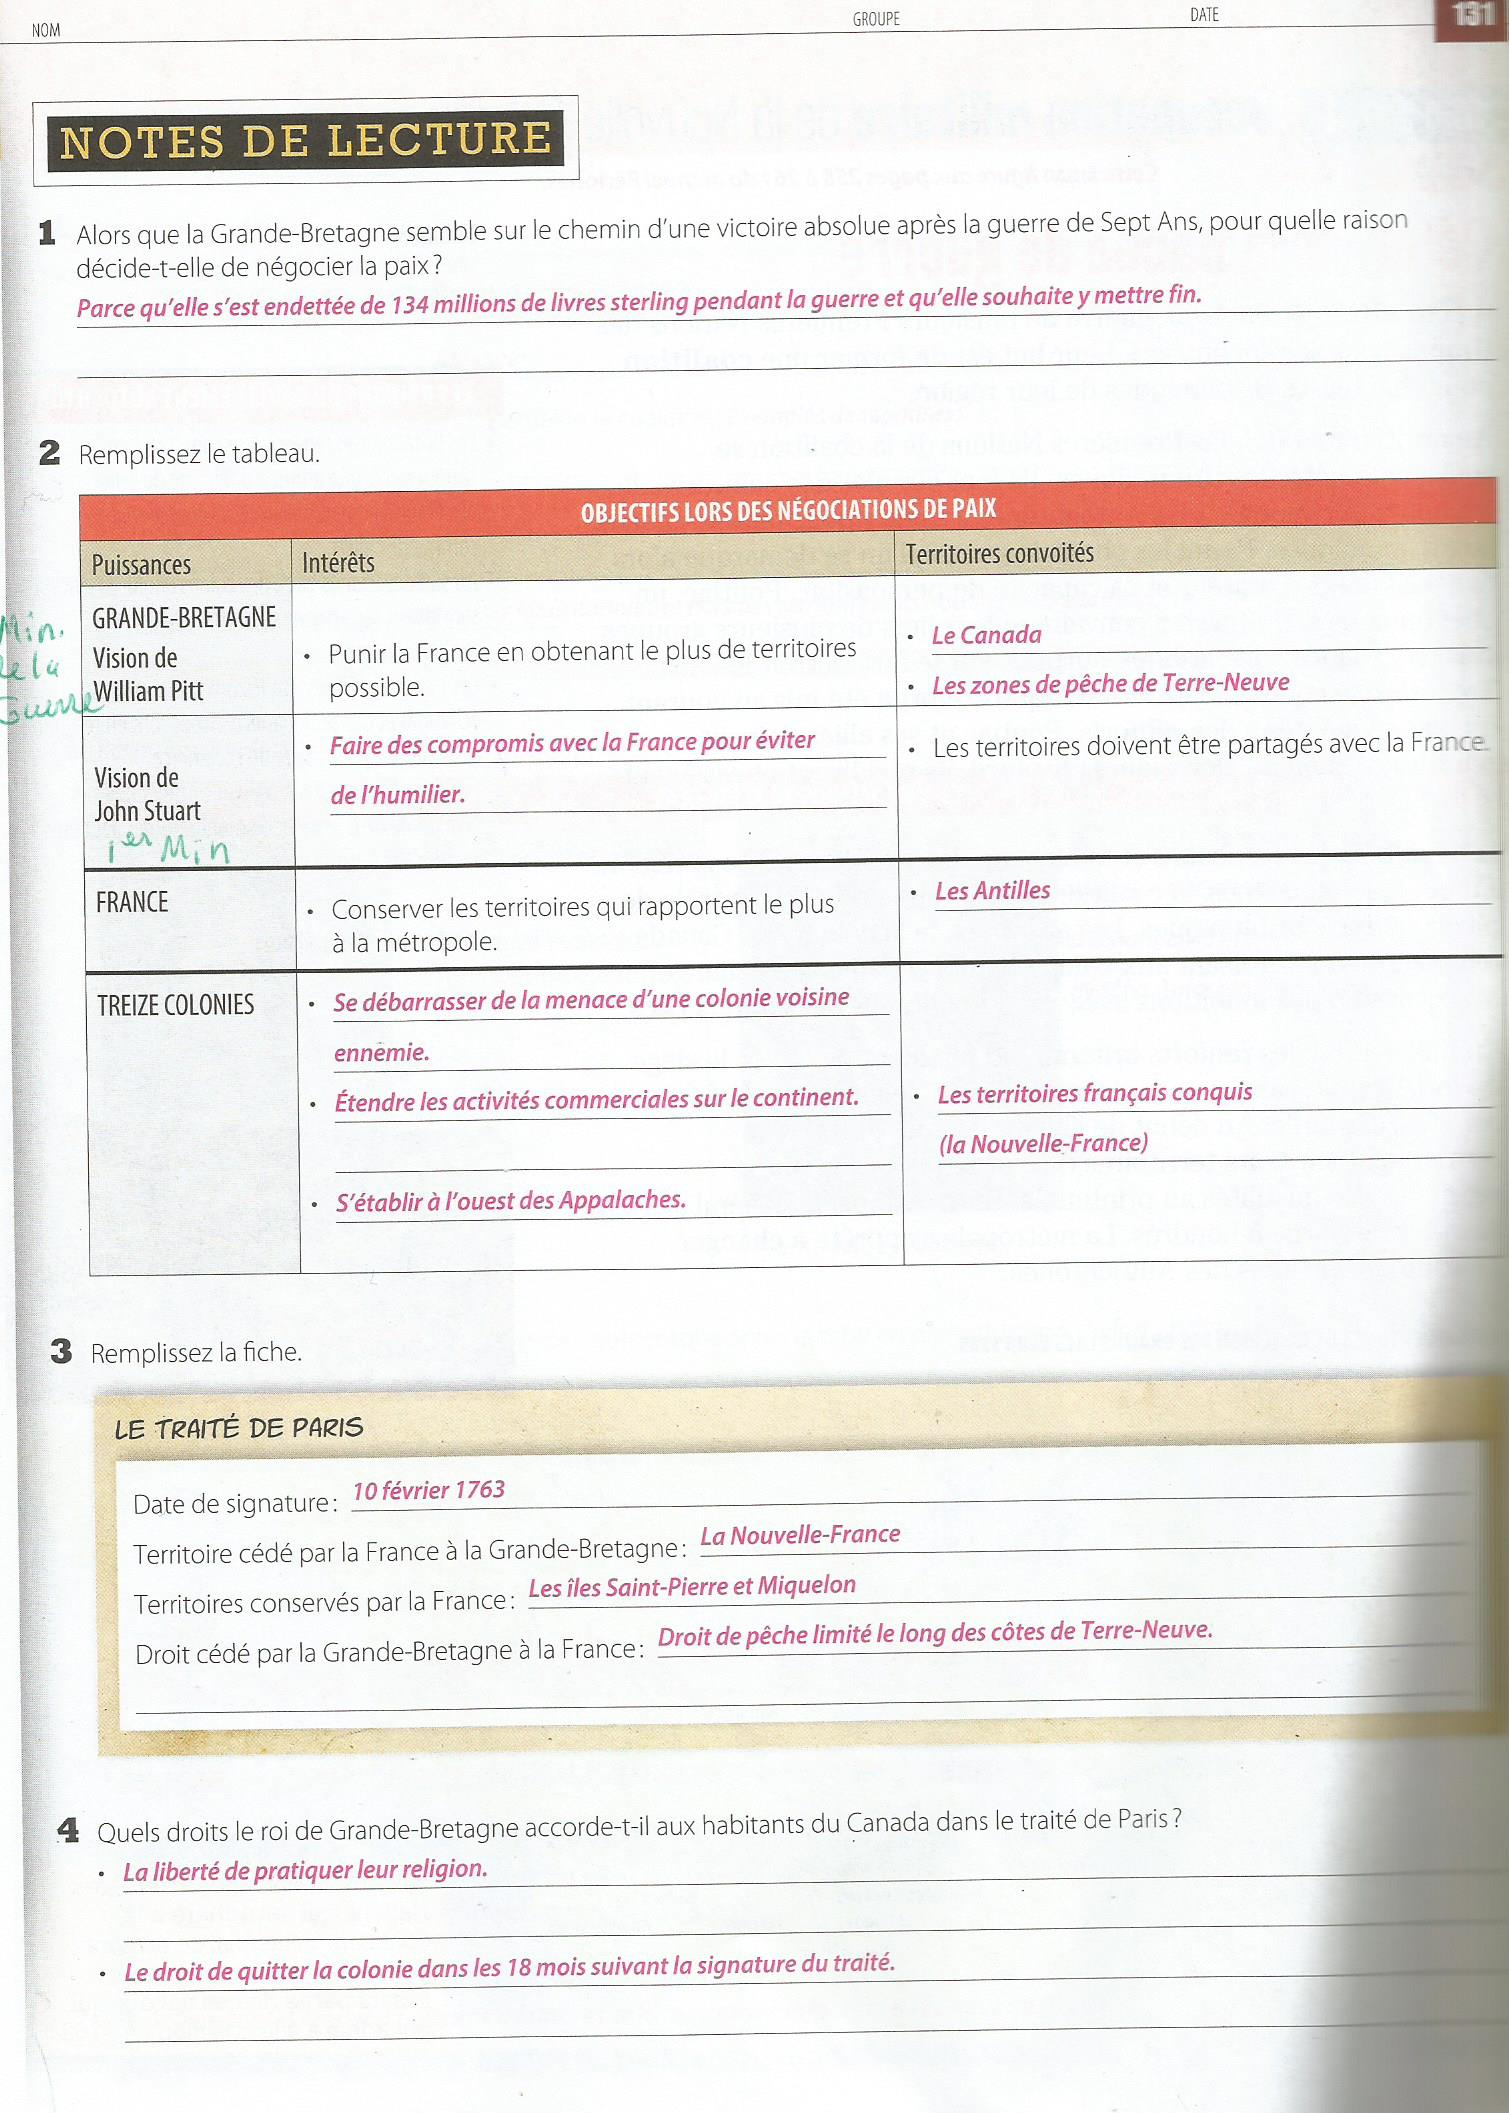 NOM GROUPE DATE 131
NOTES DE LECTURE
1 Alors que la Grande-Bretagne semble sur le chemin d'une victoire absolue après la guerre de Sept Ans, pour quelle raison
décide-t-elle de négocier la paix ?
Parce qu'elle s'est endettée de 134 millions de livres sterling pendant la guerre et qu'elle souhaite y mettre fin.
2 Remplissez le tableau.
OBJECTIFS LORS DES NÉGOCIATIONS DE PAIX
Puissances Intérêts Territoires convoités
GRANDE-BRETAGNE
Vision de
William Pitt
Min.
de la
Guerre
• Punir la France en obtenant le plus de territoires
possible.
• Le Canada
• Les zones de pêche de Terre-Neuve
Vision de
John Stuart
1er Min
• Faire des compromis avec la France pour éviter
de l'humilier.
• Les territoires doivent être partagés avec la France.
FRANCE
• Conserver les territoires qui rapportent le plus
à la métropole.
• Les Antilles
TREIZE COLONIES
• Se débarrasser de la menace d'une colonie voisine
ennemie.
• Étendre les activités commerciales sur le continent.
• S'établir à l'ouest des Appalaches.
• Les territoires français conquis
(la Nouvelle-France)
3 Remplissez la fiche.
LE TRAITÉ DE PARIS
Date de signature : 10 février 1763
Territoire cédé par la France à la Grande-Bretagne : La Nouvelle-France
Territoires conservés par la France : Les îles Saint-Pierre et Miquelon
Droit cédé par la Grande-Bretagne à la France : Droit de pêche limité le long des côtes de Terre-Neuve.
4 Quels droits le roi de Grande-Bretagne accorde-t-il aux habitants du Canada dans le traité de Paris ?
• La liberté de pratiquer leur religion.
• Le droit de quitter la colonie dans les 18 mois suivant la signature du traité.